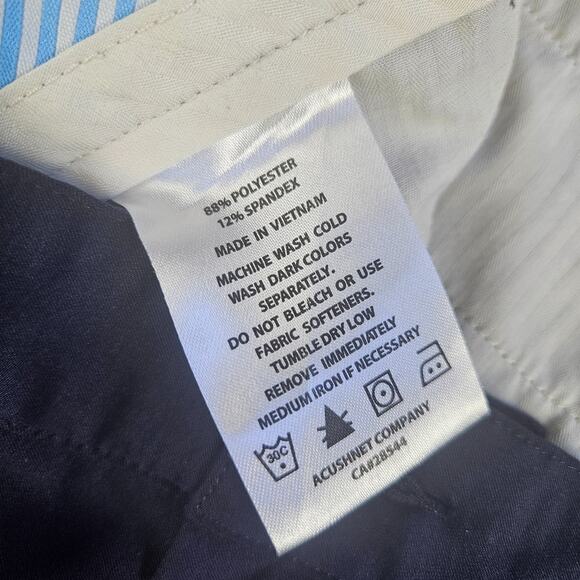 88% POLYESTER
12% SPANDEX
MADE IN VIETNAM
MACHINE WASH COLD
WASH DARK COLORS
SEPARATELY.
DO NOT BLEACH OR USE
FABRIC SOFTENERS.
TUMBLE DRY LOW
REMOVE IMMEDIATELY
MEDIUM IRON IF NECESSARY
30C
ACUSHNET COMPANY
CA#28544